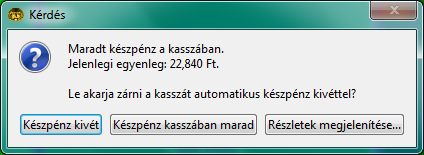 Kérdés
Maradt készpénz a kasszában.
Jelenlegi egyenleg: 22,840 Ft.
Le akarja zárni a kasszát automatikus készpénz kivéttel?
Készpénz kivét
Készpénz kasszában marad
Részletek megjelenítése...